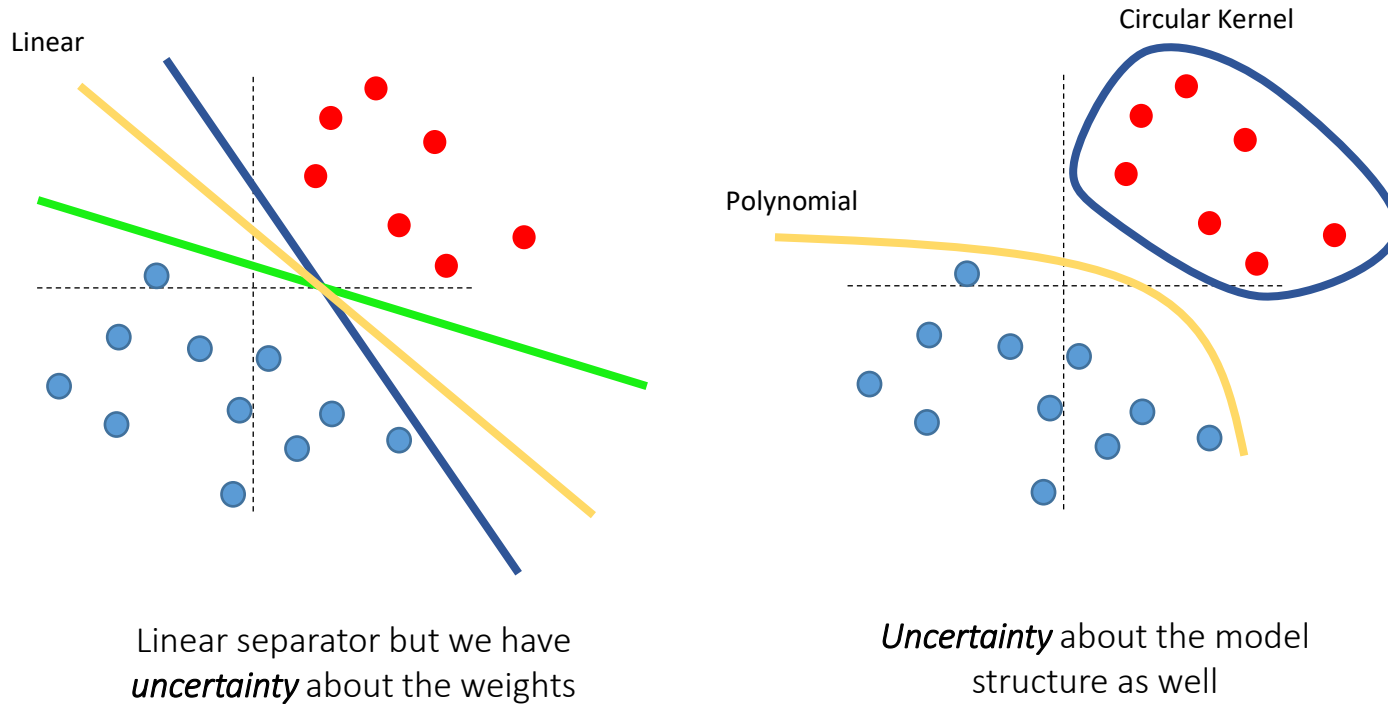 Linear
Circular Kernel
Polynomial
Linear separator but we have
uncertainty about the weights
Uncertainty about the model
structure as well